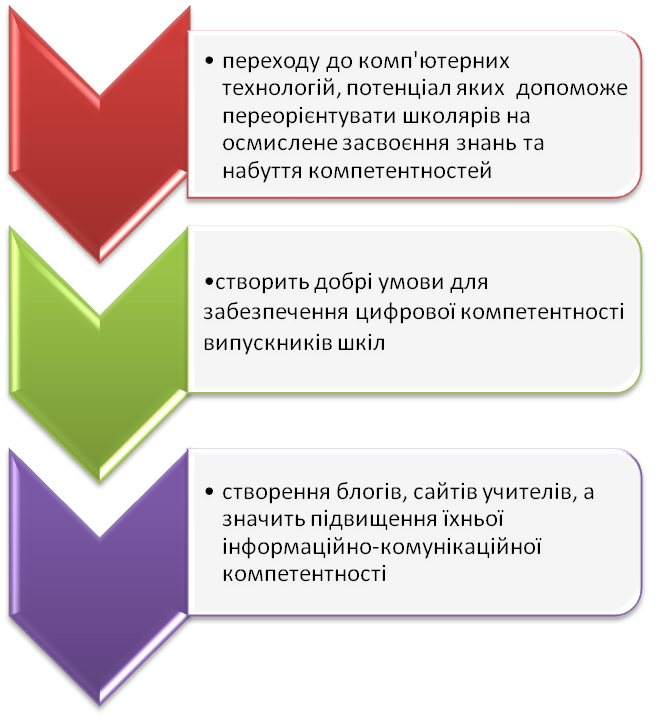 • переходу до комп'ютерних
технологій, потенціал яких  допоможе
переорієнтувати школярів на
осмислене засвоєння знань та
набуття компетентностей
•створить добрі умови для
забезпечення цифрової компетентності
випускників шкіл
• створення блогів, сайтів учителів, а
значить підвищення їхньої
інформаційно-комунікаційної
компетентності